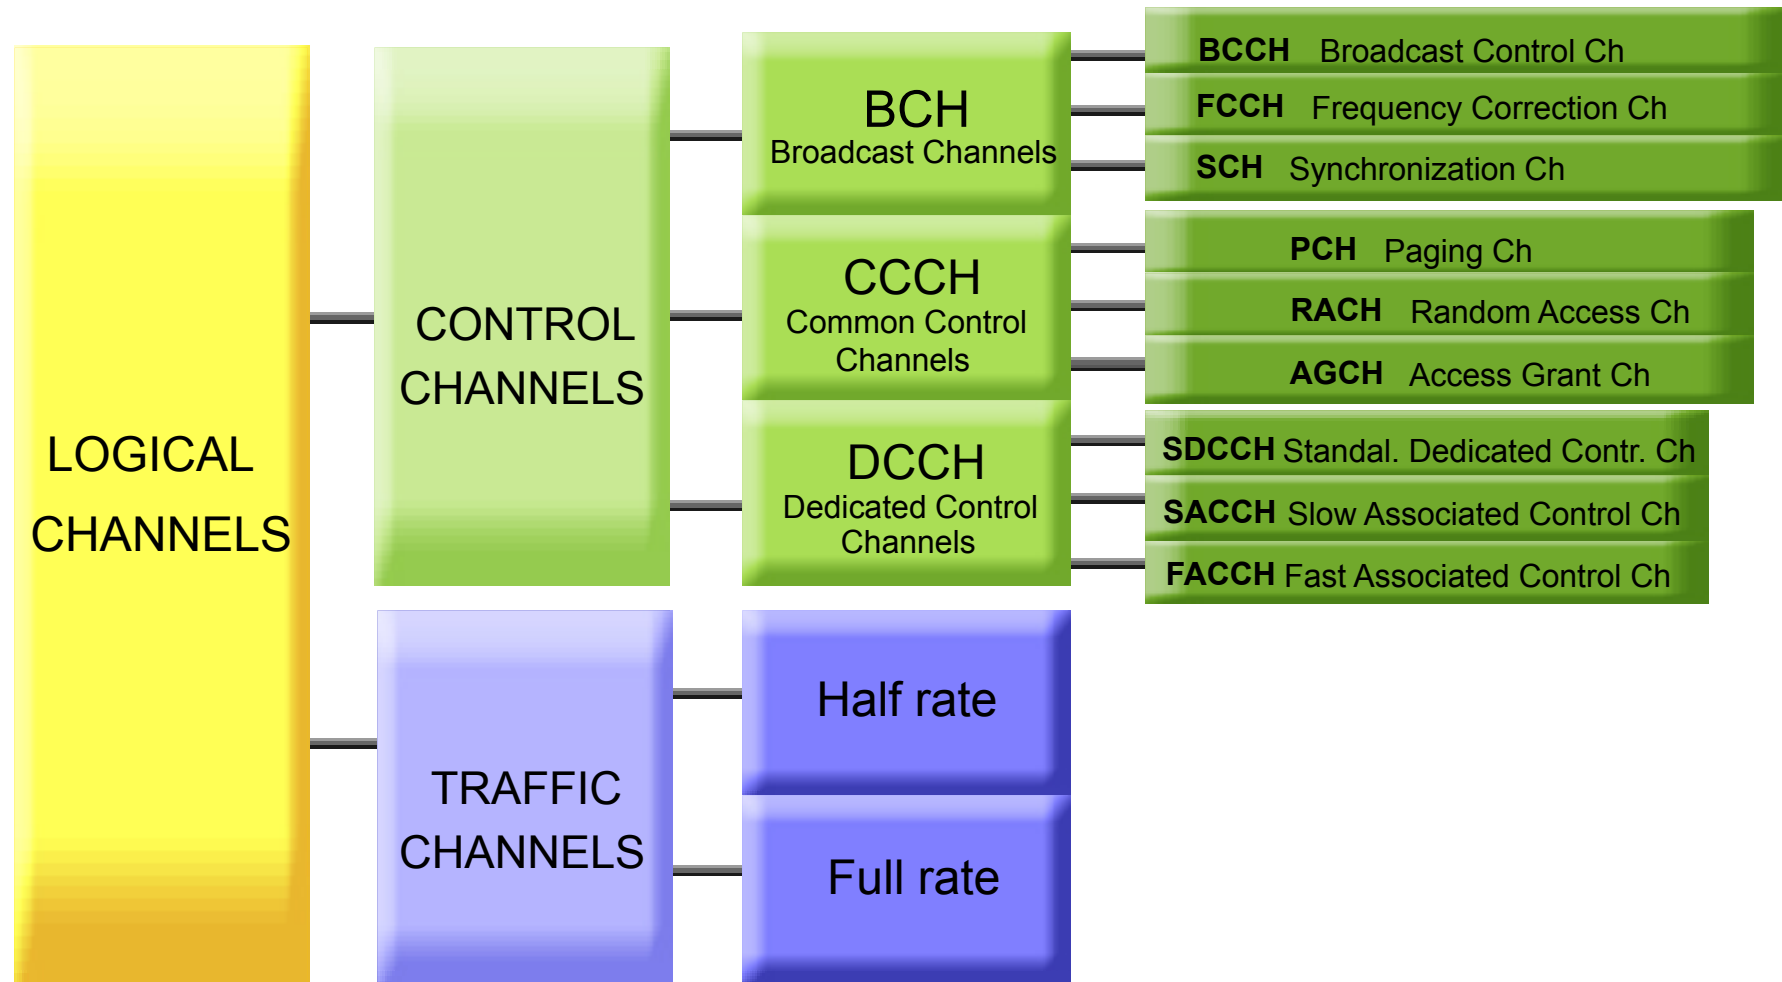 LOGICAL
CHANNELS
CONTROL
CHANNELS
BCH
Broadcast Channels
BCCH Broadcast Control Ch
FCCH Frequency Correction Ch
SCH Synchronization Ch
CCCH
Common Control
Channels
PCH Paging Ch
RACH Random Access Ch
AGCH Access Grant Ch
DCCH
Dedicated Control
Channels
SDCCH Standal. Dedicated Contr. Ch
SACCH Slow Associated Control Ch
FACCH Fast Associated Control Ch
TRAFFIC
CHANNELS
Half rate
Full rate